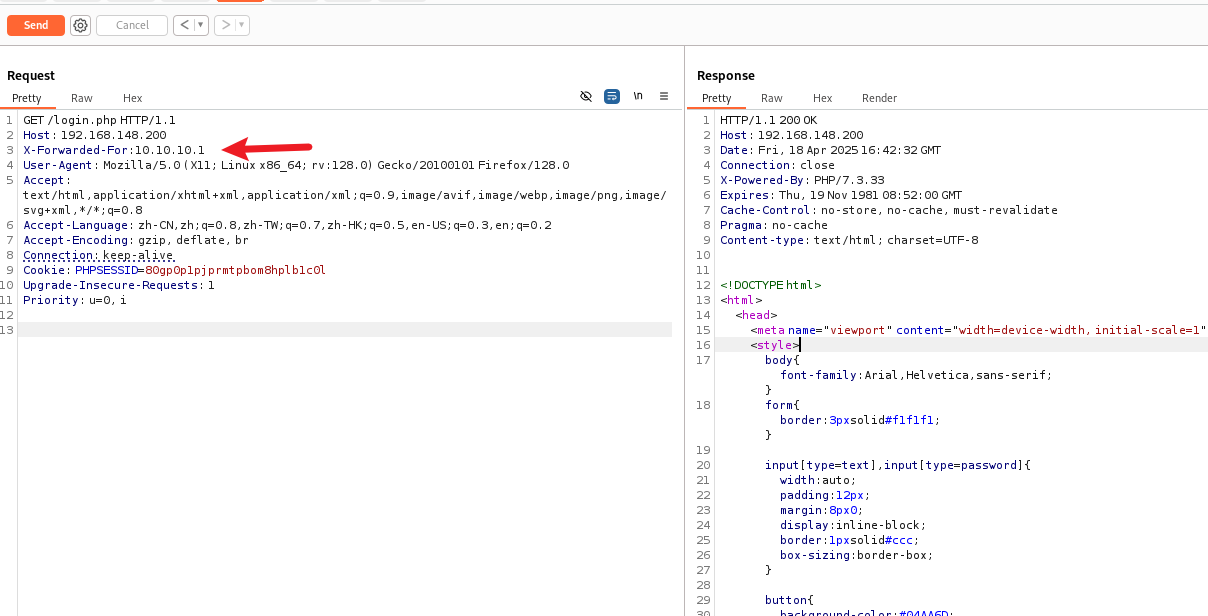 Send
Cancel
< | ▾
> | ▾
Request
Pretty Raw Hex
\n
1 GET /login.php HTTP/1.1
2 Host: 192.168.148.200
3 X-Forwarded-For:10.10.10.1
4 User-Agent: Mozilla/5.0 (X11; Linux x86_64; rv:128.0) Gecko/20100101 Firefox/128.0
5 Accept:
text/html,application/xhtml+xml,application/xml;q=0.9,image/avif,image/webp,image/png,image/
svg+xml,*/*;q=0.8
6 Accept-Language: zh-CN,zh;q=0.8,zh-TW;q=0.7,zh-HK;q=0.5,en-US;q=0.3,en;q=0.2
7 Accept-Encoding: gzip, deflate, br
8 Connection: keep-alive
9 Cookie: PHPSESSID=80gp0p1pjprmtpbom8hplb1c0l
10 Upgrade-Insecure-Requests: 1
11 Priority: u=0, i
12
13
Response
Pretty Raw Hex Render
1 HTTP/1.1 200 OK
2 Host: 192.168.148.200
3 Date: Fri, 18 Apr 2025 16:42:32 GMT
4 Connection: close
5 X-Powered-By: PHP/7.3.33
6 Expires: Thu, 19 Nov 1981 08:52:00 GMT
7 Cache-Control: no-store, no-cache, must-revalidate
8 Pragma: no-cache
9 Content-type: text/html; charset=UTF-8
10
11
12 <!DOCTYPE html>
13 <html>
14 <head>
15 <meta name="viewport" content="width=device-width, initial-scale=1"
16 <style>
17 body{
font-family:Arial,Helvetica,sans-serif;
}
18 form{
border:3pxsolid#f1f1f1;
}
19
20 input[type=text],input[type=password]{
21 width:auto;
22 padding:12px;
23 margin:8px0;
24 display:inline-block;
25 border:1pxsolid#ccc;
26 box-sizing:border-box;
27 }
28
29 button{
30 background-color:#04AA6D;